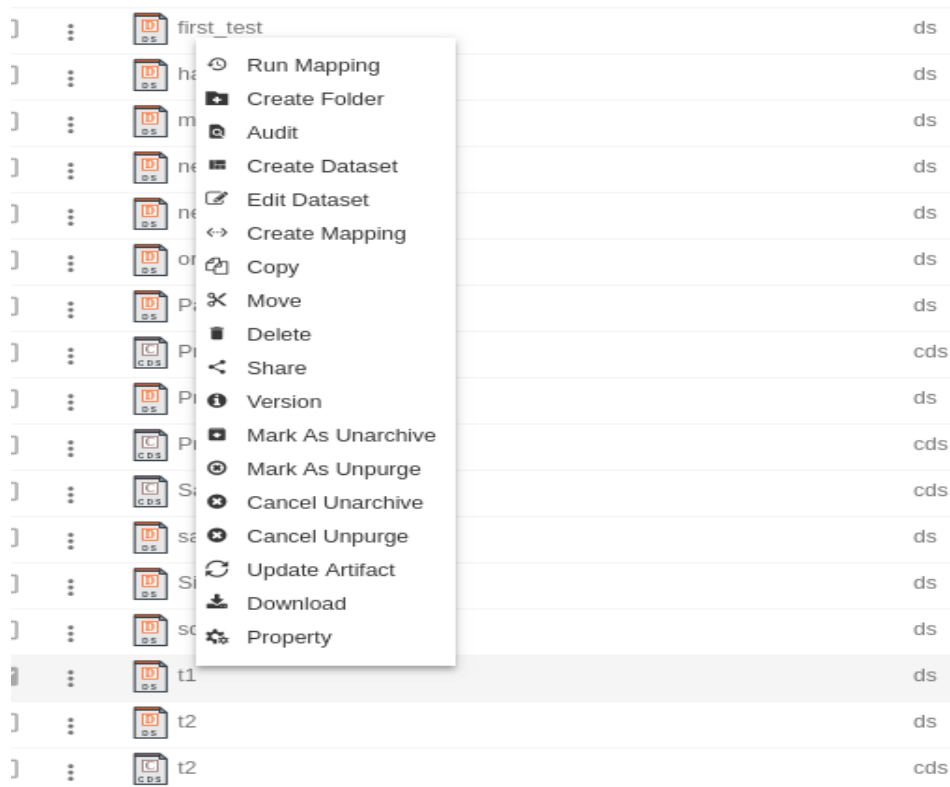 first_test ds
Run Mapping
ds
Create Folder
Audit
ds
Create Dataset ds
Edit Dataset
ds
Create Mapping
ds
Copy
Move ds
Delete
cds
Share
Version ds
Mark As Unarchive cds
Mark As Unpurge
cds
Cancel Unarchive
Cancel Unpurge ds
Update Artifact
ds
Download
ds
Property
t1 ds
t2 ds
t2 cds